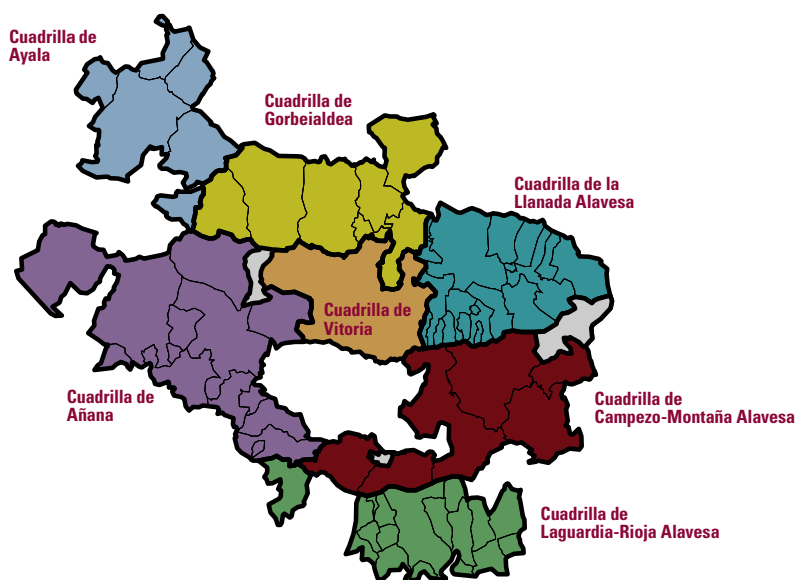 Cuadrilla de
Ayala
Cuadrilla de
Gorbeialdea
Cuadrilla de la
Llanada Alavesa
Cuadrilla de
Vitoria
Cuadrilla de
Añana
Cuadrilla de
Campezo-Montaña Alavesa
Cuadrilla de
Laguardia-Rioja Alavesa